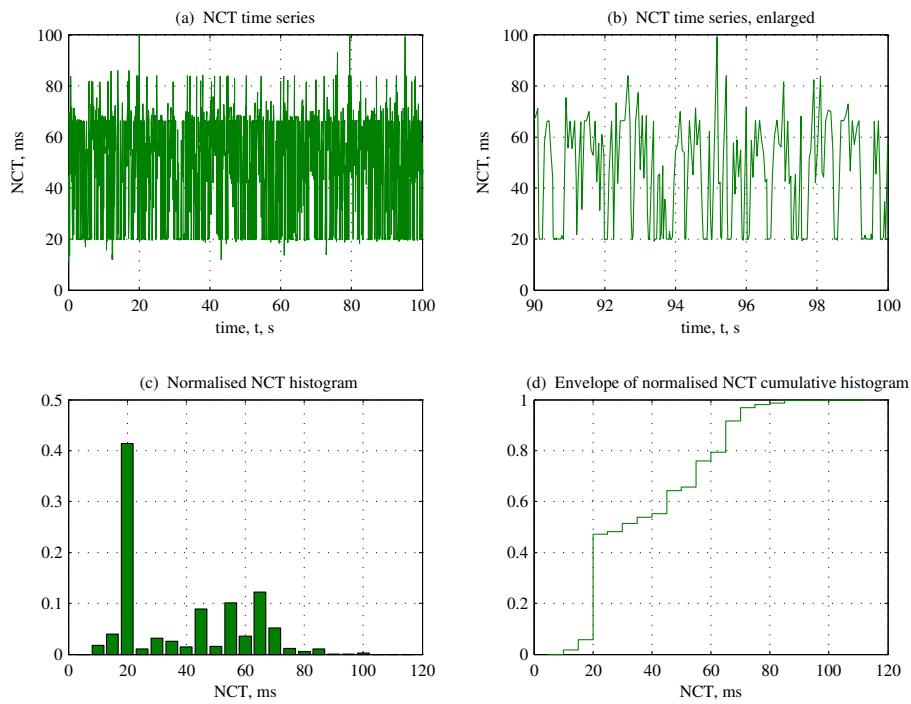 (a) NCT time series
100
80
60
40
20
0
NCT, ms
0 20 40 60 80 100
time, t, s
(b) NCT time series, enlarged
100
80
60
40
20
0
NCT, ms
90 92 94 96 98 100
time, t, s
(c) Normalised NCT histogram
0.5
0.4
0.3
0.2
0.1
0
0 20 40 60 80 100 120
NCT, ms
(d) Envelope of normalised NCT cumulative histogram
1
0.8
0.6
0.4
0.2
0
0 20 40 60 80 100 120
NCT, ms